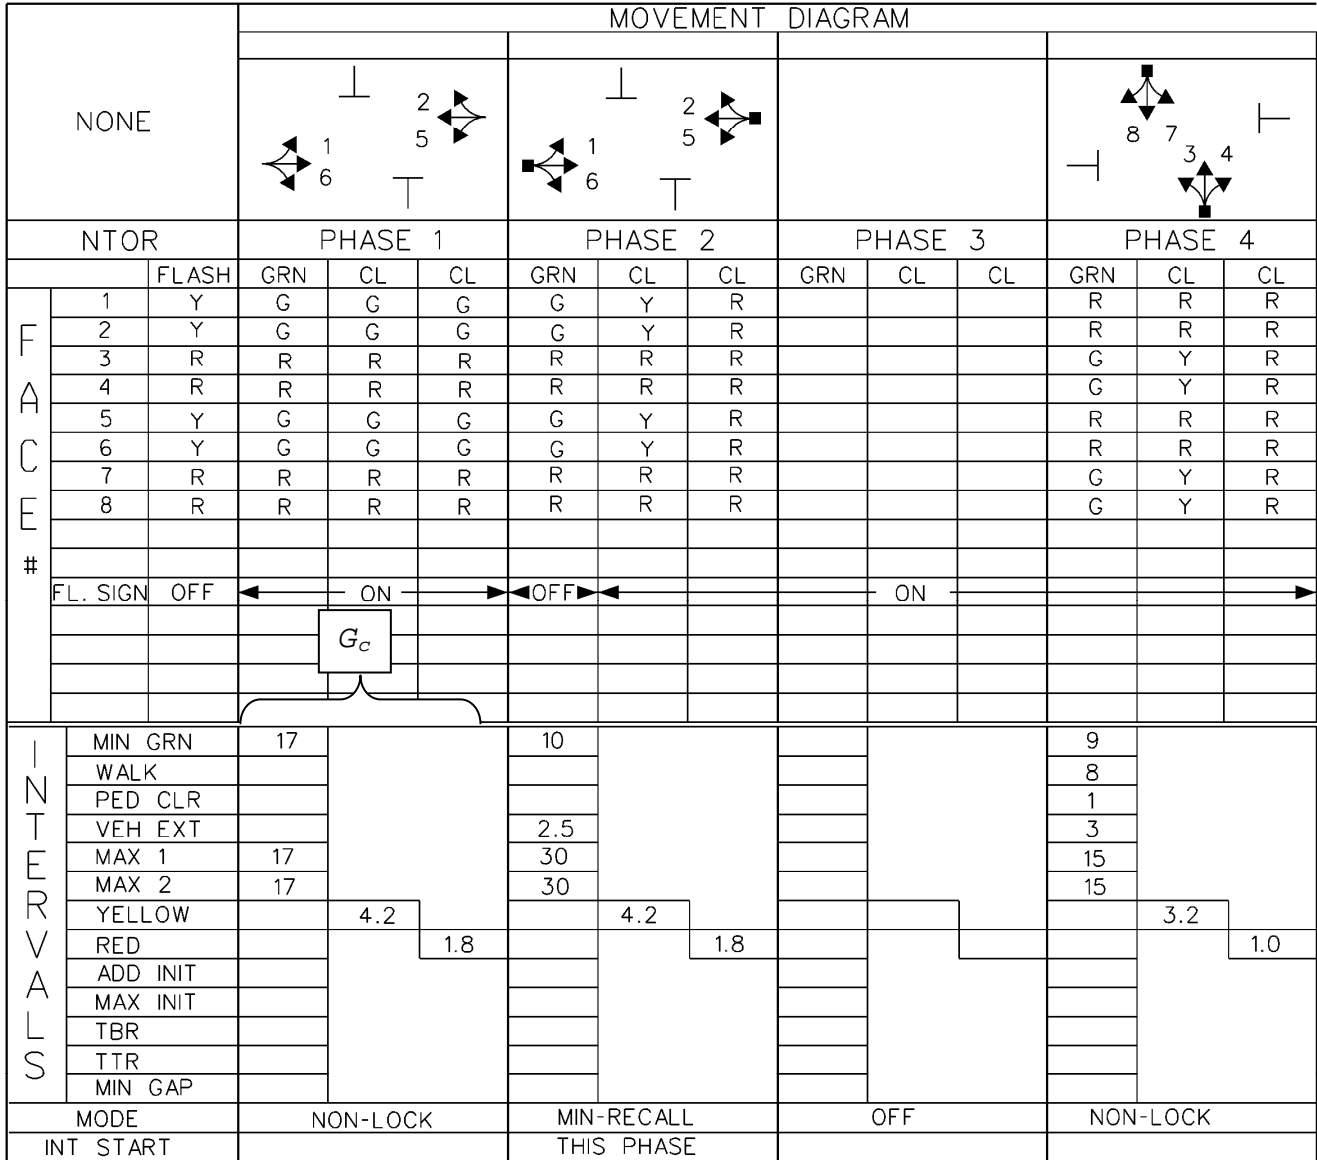 MOVEMENT DIAGRAM
NONE
1
6
2
5
1
6
2
5
8 7
3 4
NTOR PHASE 1 PHASE 2 PHASE 3 PHASE 4
FLASH GRN CL CL GRN CL CL GRN CL CL GRN CL CL
FACE #
1 Y G G G G Y R R R R
2 Y G G G G Y R R R R
3 R R R R R R R G Y R
4 R R R R R R R G Y R
5 Y G G G G Y R R R R
6 Y G G G G Y R R R R
7 R R R R R R R G Y R
8 R R R R R R R G Y R
FL. SIGN OFF ON OFF ON
Gc
INTERVALS
MIN GRN 17 10 9
WALK 8
PED CLR 1
VEH EXT 2.5 3
MAX 1 17 30 15
MAX 2 17 30 15
YELLOW 4.2 4.2 3.2
RED 1.8 1.8 1.0
ADD INIT
MAX INIT
TBR
TTR
MIN GAP
MODE NON-LOCK MIN-RECALL OFF NON-LOCK
INT START THIS PHASE